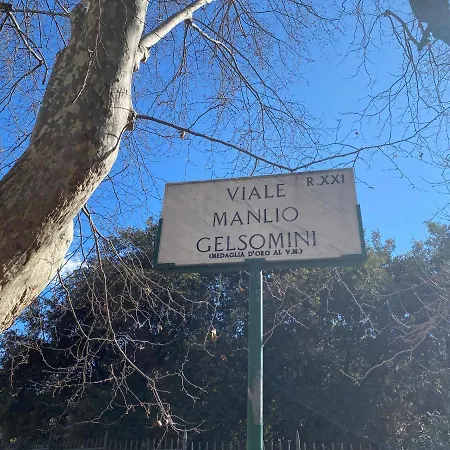 R.XXI
VIALE
MANLIO
GELSOMINI
(MEDAGLIA D'ORO AL V.M.)